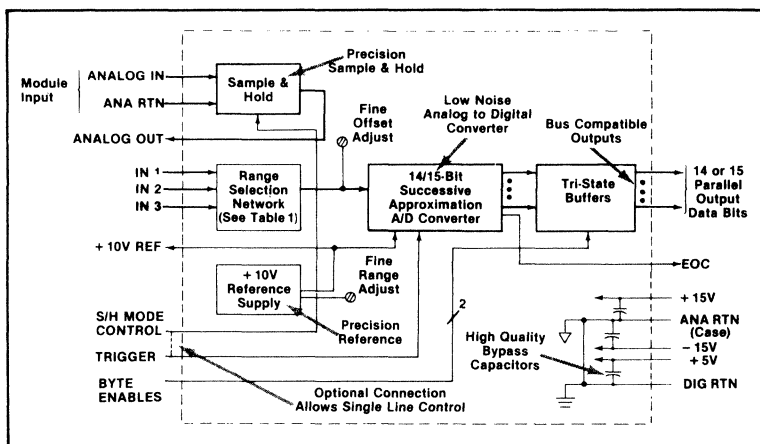 Module
Input
ANALOG IN
ANA RTN
ANALOG OUT
Sample &
Hold
Precision
Sample & Hold
Fine
Offset
Adjust
Low Noise
Analog to Digital
Converter
Bus Compatible
Outputs
IN 1
IN 2
IN 3
Range
Selection
Network
(See Table 1)
14/15-Bit
Successive
Approximation
A/D Converter
Tri-State
Buffers
14 or 15
Parallel
Output
Data Bits
+ 10V REF
EOC
+ 10V
Reference
Supply
Fine
Range
Adjust
Precision
Reference
S/H MODE
CONTROL
TRIGGER
BYTE
ENABLES
2
Optional Connection
Allows Single Line Control
High Quality
Bypass
Capacitors
+ 15V
ANA RTN
(Case)
- 15V
+ 5V
DIG RTN